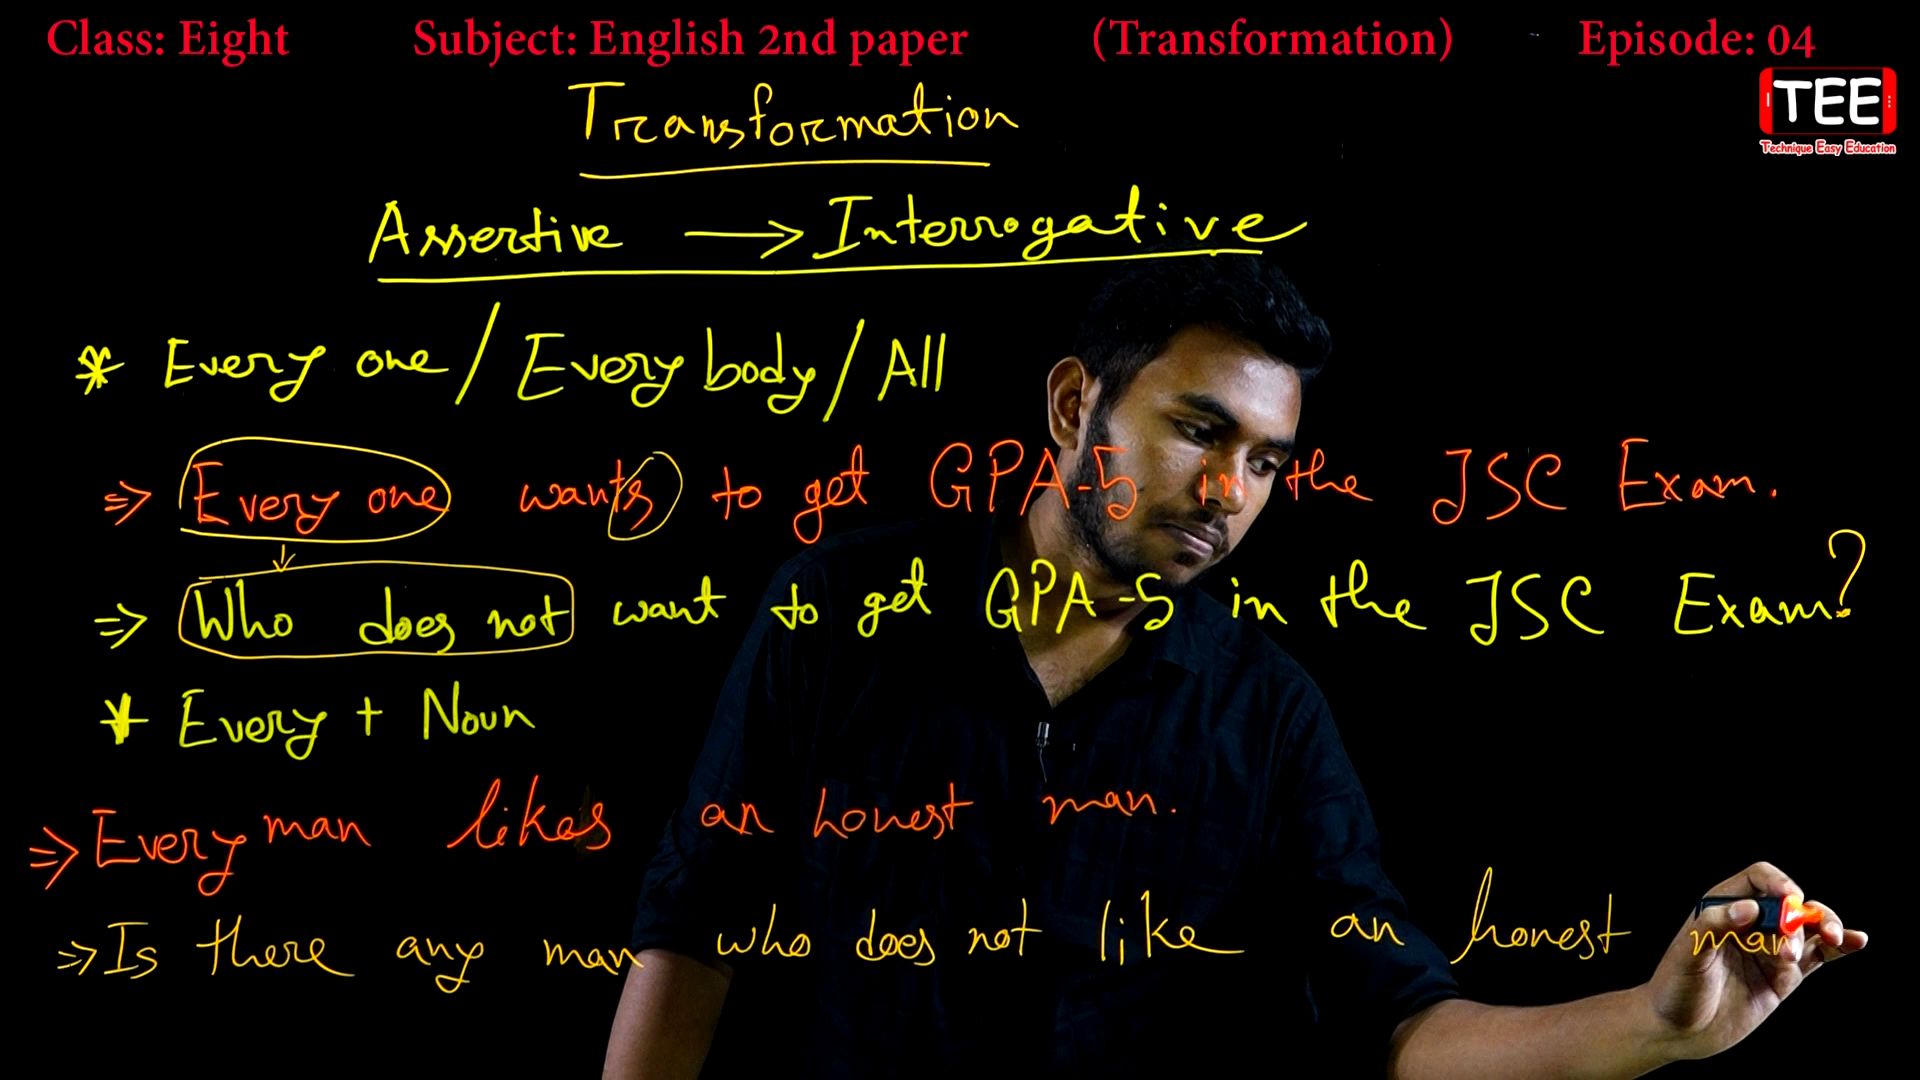 Class: Eight Subject: English 2nd paper (Transformation) Episode: 04
TEE
Technique Easy Education
Transformation
Assertive → Interrogative
* Every one / Every body / All
⇒ Every one wants to get GPA-5 in the JSC Exam.
⇒ Who does not want to get GPA-5 in the JSC Exam?
* Every + Noun
⇒ Every man likes an honest man.
⇒ Is there any man who does not like an honest man